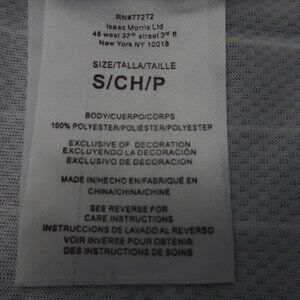 RN#77272
Isaac Morris Ltd
48 west 37th street 3rd fl
New York NY 10018
SIZE/TALLA/TAILLE
S/CH/P
BODY/CUERPO/CORPS
100% POLYESTER/POLIÉSTER/POLYESTER
EXCLUSIVE OF DECORATION
EXCLUYENDO LA DECORACIÓN
EXCLUSIVO DE DECORACION
MADE IN/HECHO EN/FABRIQUÉ EN
CHINA/CHINA/CHINE
SEE REVERSE FOR
CARE INSTRUCTIONS
INSTRUCCIONES DE LAVADO AL REVERSO
VOIR INVERSE POUR OBTENIR
DES INSTRUCTIONS DE SOINS